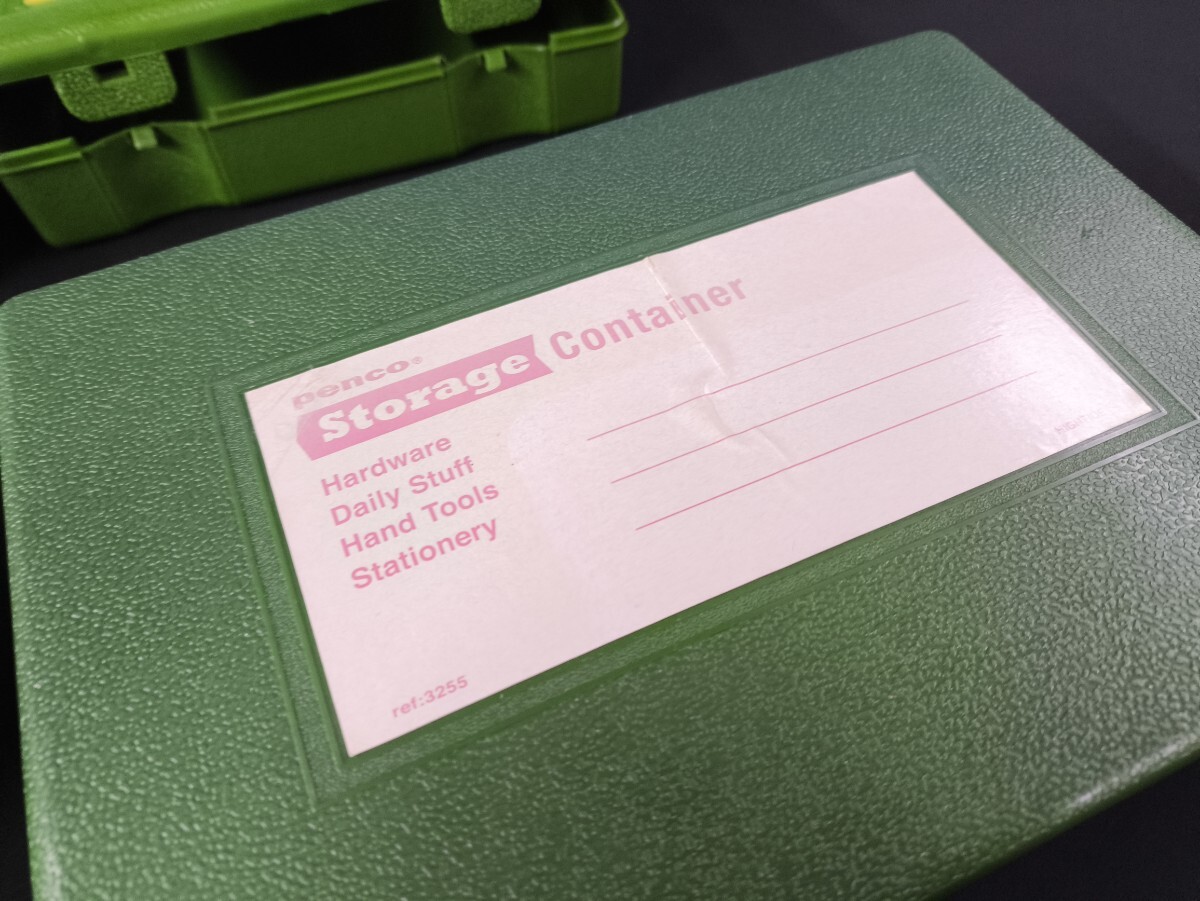 penco®
Storage Container
Hardware
Daily Stuff
Hand Tools
Stationery
ref:3255